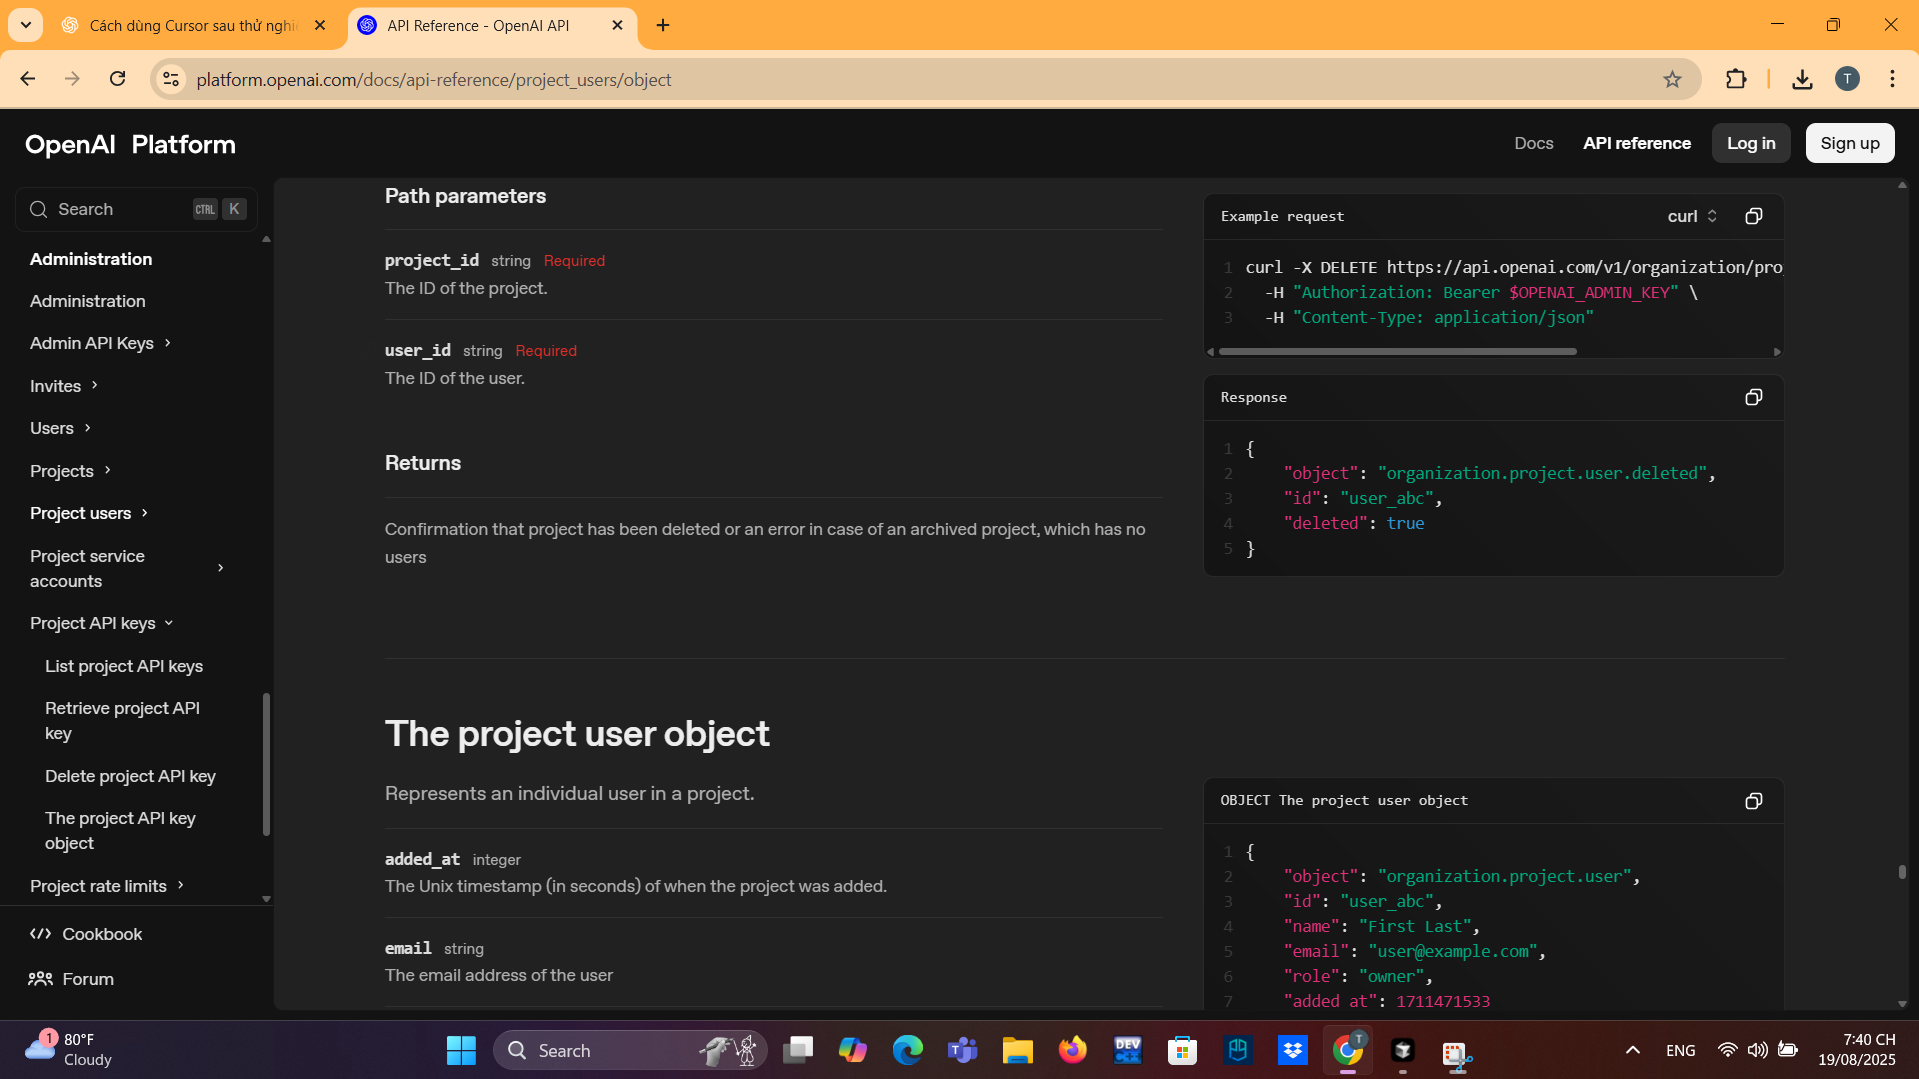 Cách dùng Cursor sau thử nghi
API Reference - OpenAI API
platform.openai.com/docs/api-reference/project_users/object
T
OpenAI Platform
Docs
API reference
Log in
Sign up
Search
CTRL K
Administration
Administration
Admin API Keys
Invites
Users
Projects
Project users
Project service
accounts
Project API keys
List project API keys
Retrieve project API
key
Delete project API key
The project API key
object
Project rate limits
Cookbook
Forum
Path parameters
project_id string Required
The ID of the project.
user_id string Required
The ID of the user.
Returns
Confirmation that project has been deleted or an error in case of an archived project, which has no
users
Example request
curl
1 curl -X DELETE https://api.openai.com/v1/organization/pro
2 -H "Authorization: Bearer $OPENAI_ADMIN_KEY" \
3 -H "Content-Type: application/json"
Response
1 {
2 "object": "organization.project.user.deleted",
3 "id": "user_abc",
4 "deleted": true
5 }
The project user object
Represents an individual user in a project.
added_at integer
The Unix timestamp (in seconds) of when the project was added.
email string
The email address of the user
OBJECT The project user object
1 {
2 "object": "organization.project.user",
3 "id": "user_abc",
4 "name": "First Last",
5 "email": "user@example.com",
6 "role": "owner",
7 "added_at": 1711471533
1
80°F
Cloudy
Search
DEV
T
ENG
7:40 CH
19/08/2025